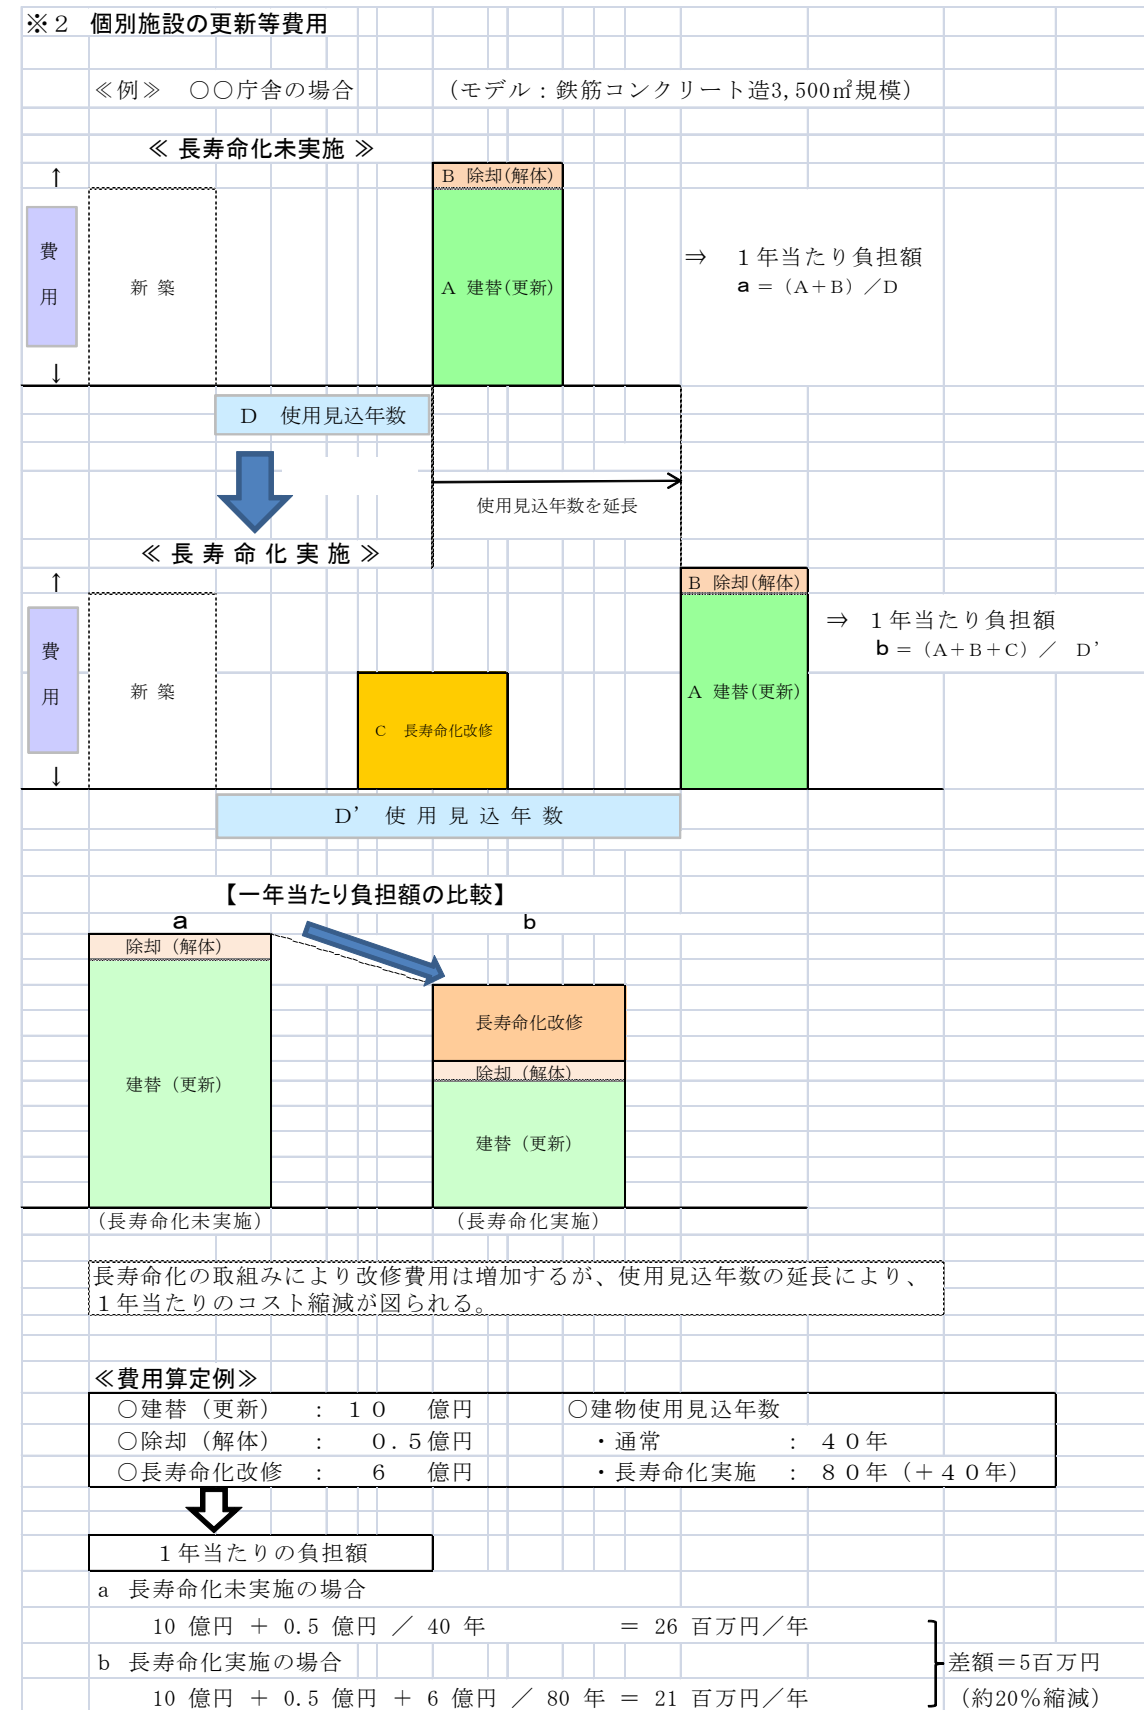 ※２　個別施設の更新等費用
≪例≫　○○庁舎の場合　　　（モデル：鉄筋コンクリート造3,500㎡規模）
≪ 長寿命化未実施 ≫
↑
B 除却(解体)
費
用
新 築
A 建替(更新)
⇒　１年当たり負担額
a＝（A＋B）／D
↓
D　使用見込年数
使用見込年数を延長
≪ 長 寿 命 化 実 施 ≫
↑
B 除却(解体)
⇒　１年当たり負担額
b＝（A＋B＋C）／　D’
費
用
新 築
A 建替(更新)
C　長寿命化改修
↓
D’　使 用 見 込 年 数
【一年当たり負担額の比較】
a　b
除却（解体）
長寿命化改修
除却（解体）
建替（更新）
建替（更新）
（長寿命化未実施）　（長寿命化実施）
長寿命化の取組みにより改修費用は増加するが、使用見込年数の延長により、
１年当たりのコスト縮減が図られる。
≪費用算定例≫
○建替（更新）　：　１０　億円　　○建物使用見込年数
○除却（解体）　：　０.５億円　　・通常　：　４０年
○長寿命化改修　：　６　億円　　・長寿命化実施　：　８０年（＋４０年）
１年当たりの負担額
a　長寿命化未実施の場合
10 億円 ＋ 0.5 億円 ／ 40 年　＝ 26 百万円／年
b　長寿命化実施の場合
差額＝5百万円
10 億円 ＋ 0.5 億円 ＋ 6 億円 ／ 80 年 ＝ 21 百万円／年
（約20％縮減）